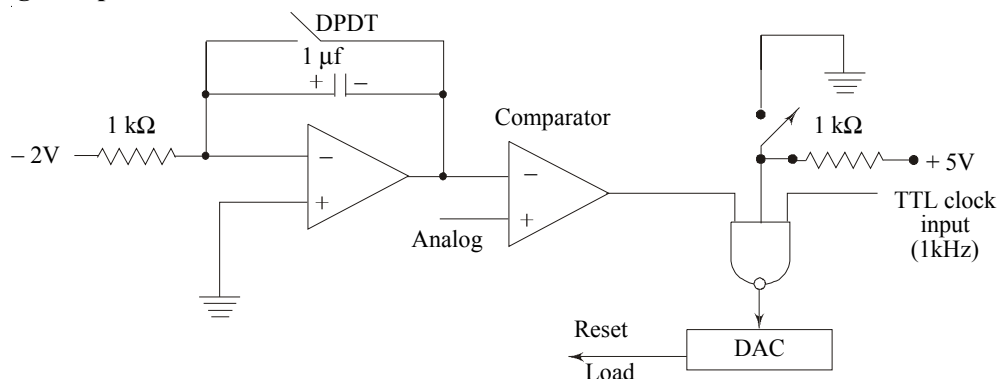 DPDT
1 μf
+ –
Comparator
1 kΩ
1 kΩ
– 2V
–
+
–
+
Analog
+ 5V
TTL clock
input
(1kHz)
Reset
Load
DAC